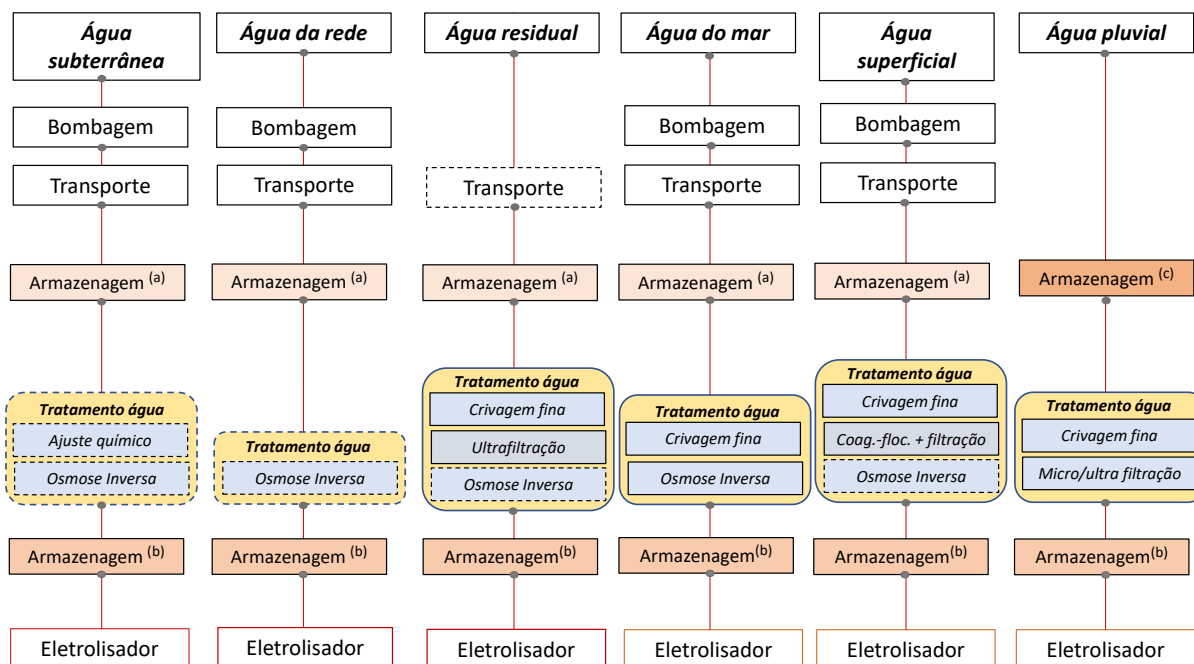 Água
subterrânea
Bombagem
Transporte
Armazenagem (a)
Tratamento água
Ajuste químico
Osmose Inversa
Armazenagem (b)
Eletrolisador
Água da rede
Bombagem
Transporte
Armazenagem (a)
Tratamento água
Osmose Inversa
Armazenagem (b)
Eletrolisador
Água residual
Transporte
Armazenagem (a)
Tratamento água
Crivagem fina
Ultrafiltração
Osmose Inversa
Armazenagem(b)
Eletrolisador
Água do mar
Bombagem
Transporte
Armazenagem (a)
Tratamento água
Crivagem fina
Osmose Inversa
Armazenagem(b)
Eletrolisador
Água
superficial
Bombagem
Transporte
Armazenagem (a)
Tratamento água
Crivagem fina
Coag.-floc. + filtração
Osmose Inversa
Armazenagem(b)
Eletrolisador
Água pluvial
Armazenagem (c)
Tratamento água
Crivagem fina
Micro/ultra filtração
Armazenagem(b)
Eletrolisador